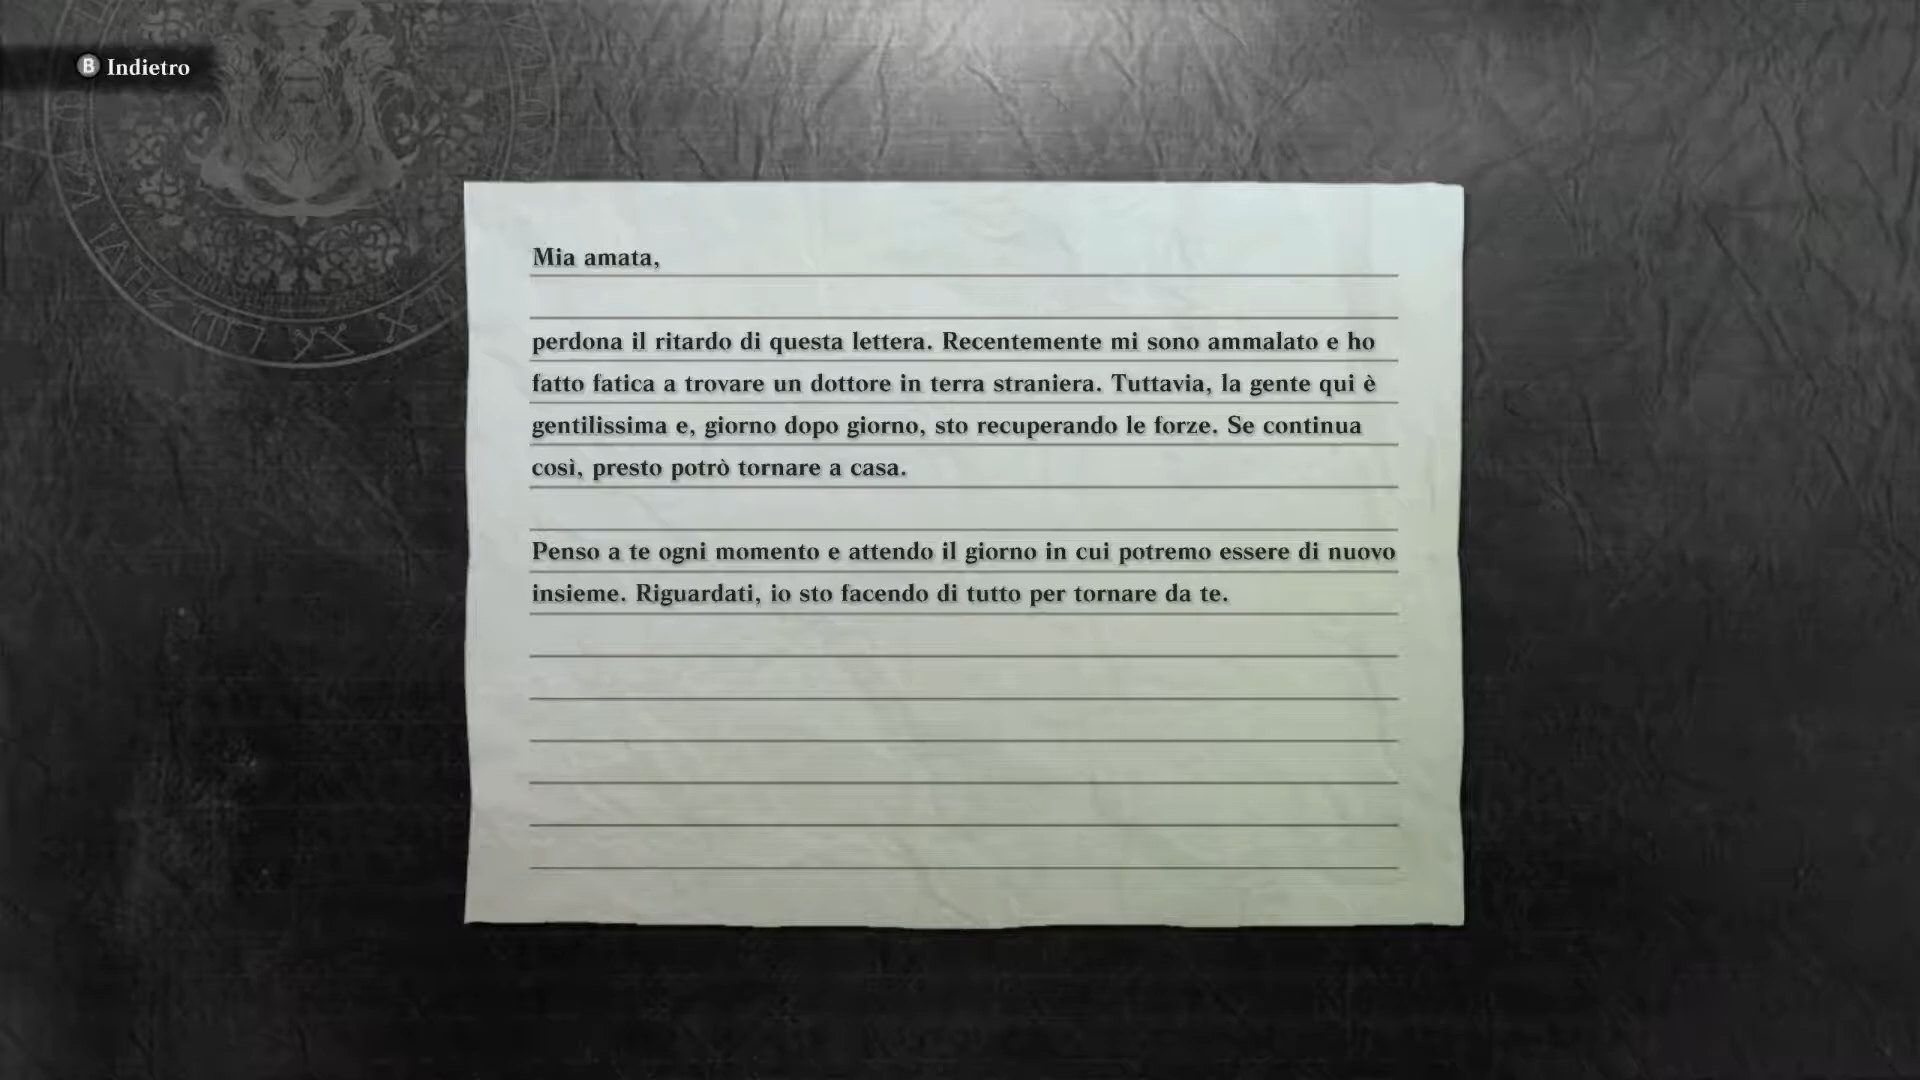 B Indietro
Mia amata,
perdona il ritardo di questa lettera. Recentemente mi sono ammalato e ho
fatto fatica a trovare un dottore in terra straniera. Tuttavia, la gente qui è
gentilissima e, giorno dopo giorno, sto recuperando le forze. Se continua
così, presto potrò tornare a casa.
Penso a te ogni momento e attendo il giorno in cui potremo essere di nuovo
insieme. Riguardati, io sto facendo di tutto per tornare da te.